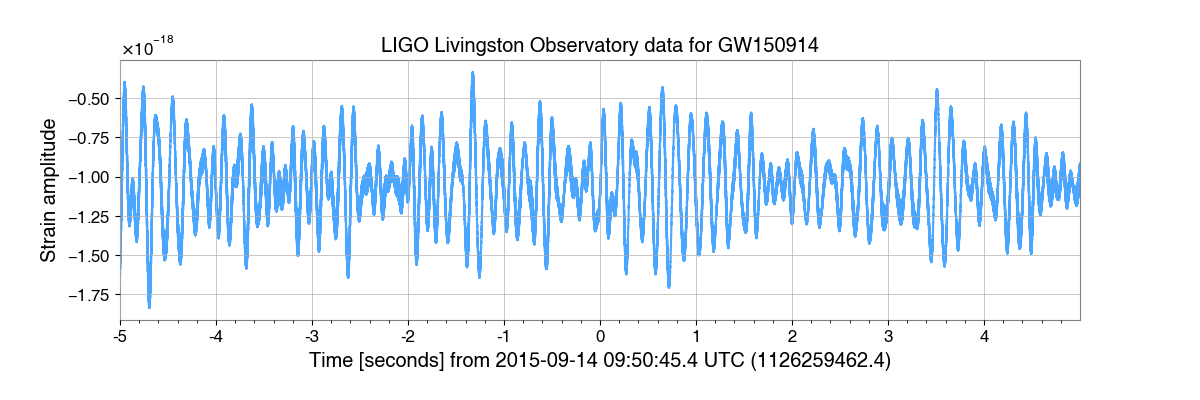 LIGO Livingston Observatory data for GW150914
×10⁻¹⁸
−0.50
−0.75
−1.00
−1.25
−1.50
−1.75
Strain amplitude
-5 -4 -3 -2 -1 0 1 2 3 4
Time [seconds] from 2015-09-14 09:50:45.4 UTC (1126259462.4)